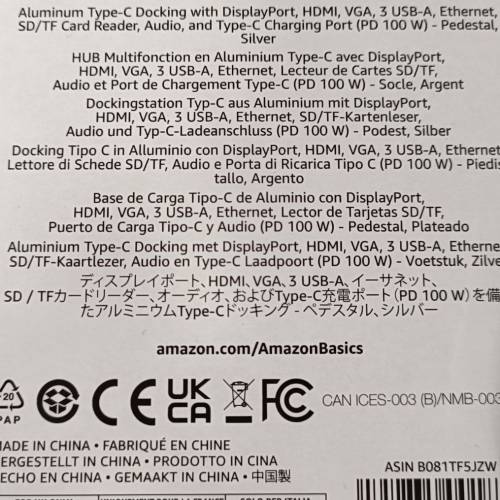 Aluminum Type-C Docking with DisplayPort, HDMI, VGA, 3 USB-A, Ethernet,
SD/TF Card Reader, Audio, and Type-C Charging Port (PD 100 W) - Pedestal,
Silver
HUB Multifonction en Aluminium Type-C avec DisplayPort,
HDMI, VGA, 3 USB-A, Ethernet, Lecteur de Cartes SD/TF,
Audio et Port de Chargement Type-C (PD 100 W) - Socle, Argent
Dockingstation Typ-C aus Aluminium mit DisplayPort,
HDMI, VGA, 3 USB-A, Ethernet, SD/TF-Kartenleser,
Audio und Typ-C-Ladeanschluss (PD 100 W) - Podest, Silber
Docking Tipo C in Alluminio con DisplayPort, HDMI, VGA, 3 USB-A, Ethernet
Lettore di Schede SD/TF, Audio e Porta di Ricarica Tipo C (PD 100 W) - Piedis
tallo, Argento
Base de Carga Tipo-C de Aluminio con DisplayPort,
HDMI, VGA, 3 USB-A, Ethernet, Lector de Tarjetas SD/TF,
Puerto de Carga Tipo-C y Audio (PD 100 W) - Pedestal, Plateado
Aluminium Type-C Docking met DisplayPort, HDMI, VGA, 3 USB-A, Etherne
SD/TF-Kaartlezer, Audio en Type-C Laadpoort (PD 100 W) - Voetstuk, Zilve
ディスプレイポート、HDMI、VGA、3 USB-A、イーサネット、
SD / TFカードリーダー、オーディオ、およびType-C充電ポート（PD 100 W）を備
たアルミニウムType-Cドッキング - ペデスタル、シルバー
amazon.com/AmazonBasics
20
PAP
CE
UK
CA
FC
CAN ICES-003 (B)/NMB-003
MADE IN CHINA • FABRIQUÉ EN CHINE
ERGESTELLT IN CHINA • PRODOTTO IN CINA
ECHO EN CHINA • GEMAAKT IN CHINA • 中国製
ASIN B081TF5JZW